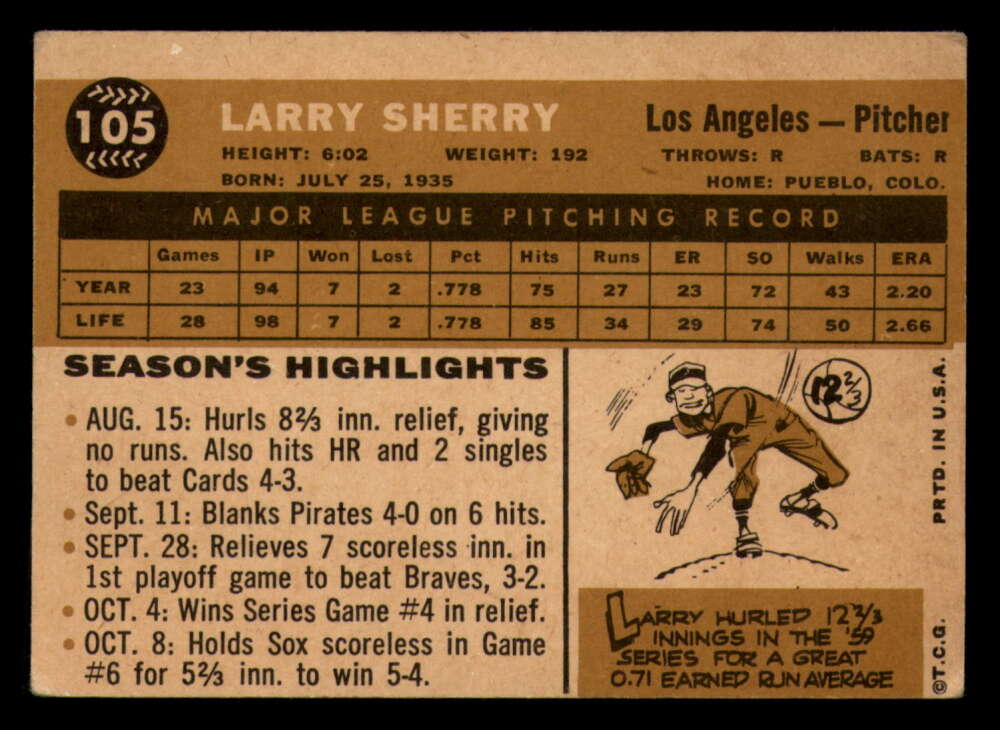 105
LARRY SHERRY
Los Angeles — Pitcher
HEIGHT: 6:02 WEIGHT: 192 THROWS: R BATS: R
BORN: JULY 25, 1935 HOME: PUEBLO, COLO.
MAJOR LEAGUE PITCHING RECORD
Games IP Won Lost Pct Hits Runs ER SO Walks ERA
YEAR 23 94 7 2 .778 75 27 23 72 43 2.20
LIFE 28 98 7 2 .778 85 34 29 74 50 2.66
SEASON'S HIGHLIGHTS
• AUG. 15: Hurls 8⅔ inn. relief, giving
no runs. Also hits HR and 2 singles
to beat Cards 4-3.
• Sept. 11: Blanks Pirates 4-0 on 6 hits.
• SEPT. 28: Relieves 7 scoreless inn. in
1st playoff game to beat Braves, 3-2.
• OCT. 4: Wins Series Game #4 in relief.
• OCT. 8: Holds Sox scoreless in Game
#6 for 5⅔ inn. to win 5-4.
12⅔
LARRY HURLED 12⅔
INNINGS IN THE '59
SERIES FOR A GREAT
0.71 EARNED RUN AVERAGE
©T.C.G. PRTD. IN U.S.A.